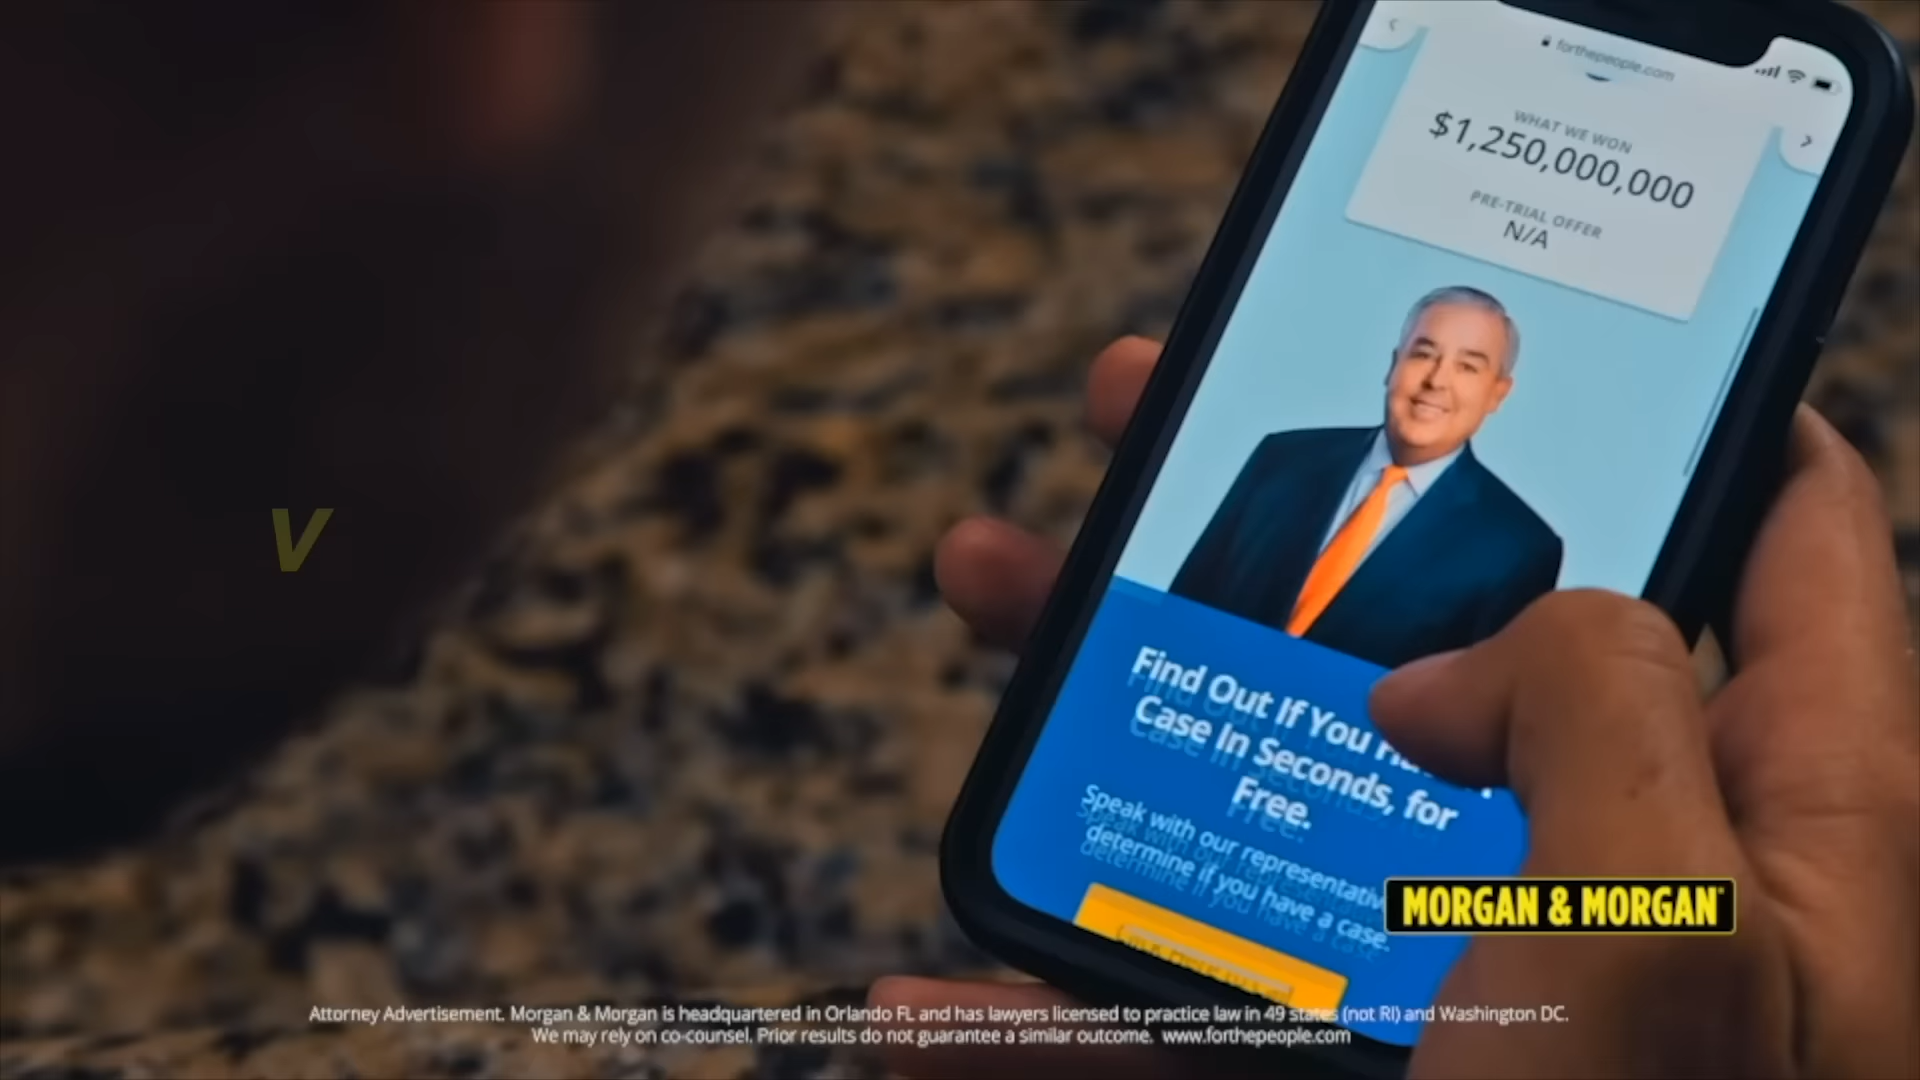 forthepeople.com
WHAT WE WON
$1,250,000,000
PRE-TRIAL OFFER
N/A
V
Find Out If You
Case In Seconds, for
Free.
Speak with our
determine if you have a case.
MORGAN & MORGAN
Attorney Advertisement. Morgan & Morgan is headquartered in Orlando FL and has lawyers licensed to practice law in 49 states (not RI) and Washington DC.
We may rely on co-counsel. Prior results do not guarantee a similar outcome. www.forthepeople.com